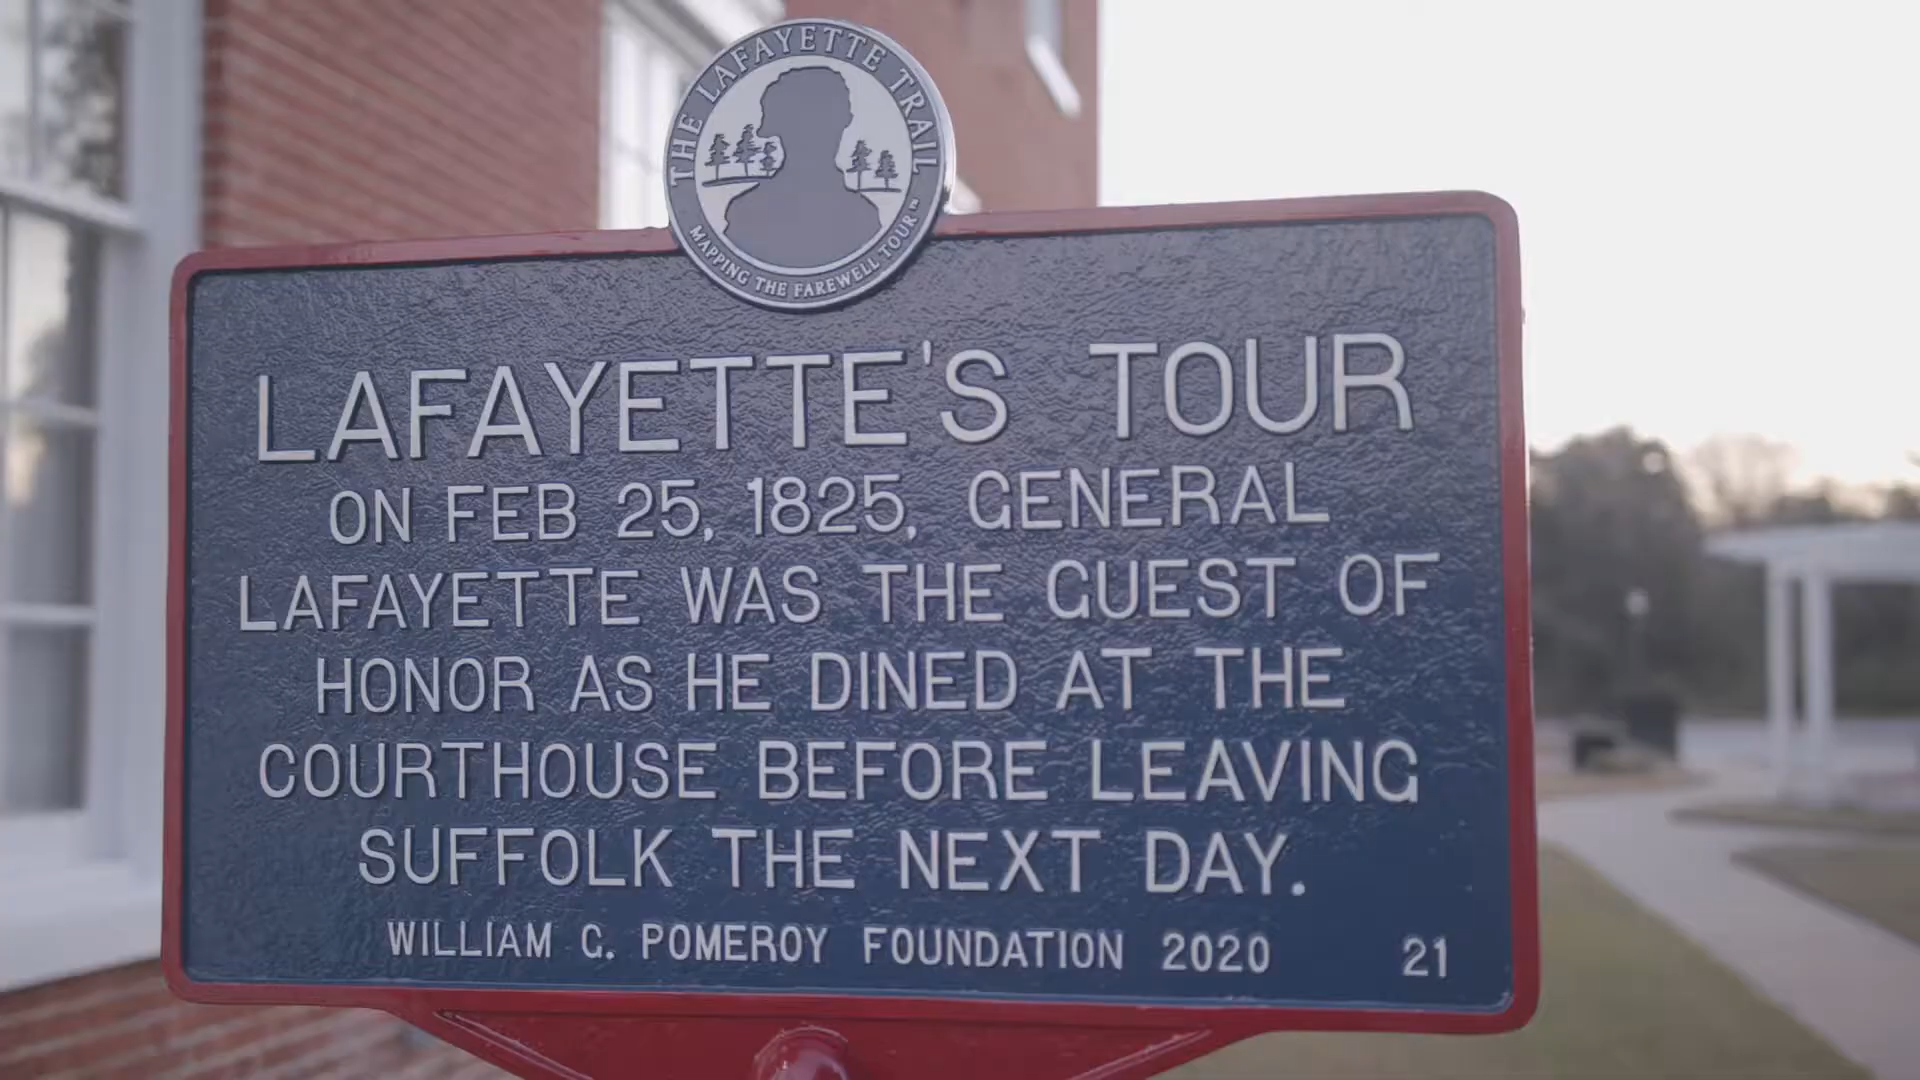 THE LAFAYETTE TRAIL
MAPPING THE FAREWELL TOUR™
LAFAYETTE'S TOUR
ON FEB 25, 1825, GENERAL
LAFAYETTE WAS THE GUEST OF
HONOR AS HE DINED AT THE
COURTHOUSE BEFORE LEAVING
SUFFOLK THE NEXT DAY.
WILLIAM G. POMEROY FOUNDATION 2020 21